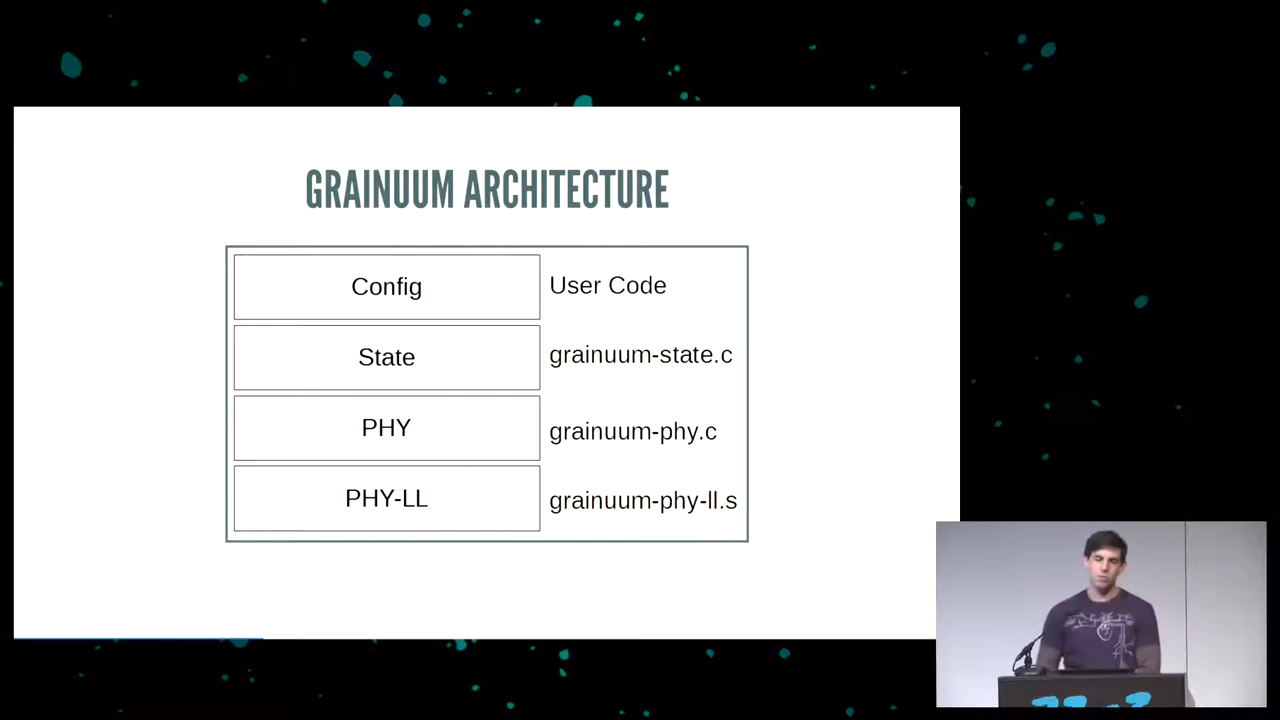 GRAINUUM ARCHITECTURE
Config User Code
State grainuum-state.c
PHY grainuum-phy.c
PHY-LL grainuum-phy-ll.s